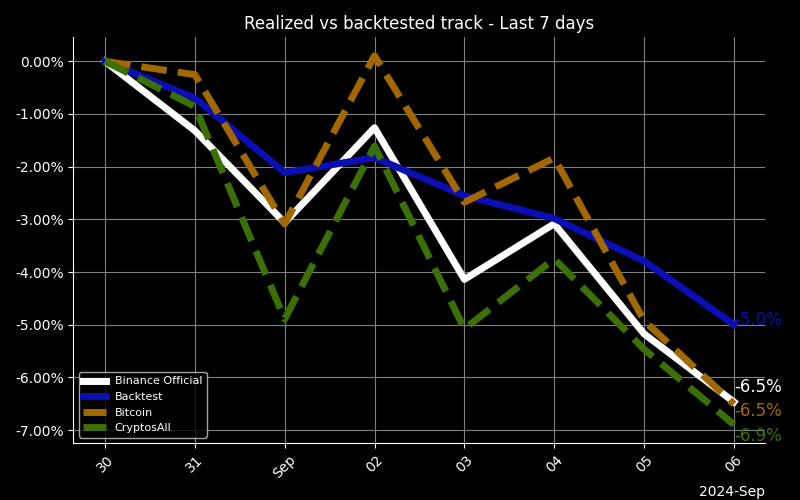 Realized vs backtested track - Last 7 days
0.00%
-1.00%
-2.00%
-3.00%
-4.00%
-5.00%
-6.00%
-7.00%
-5.0%
-6.5%
-6.5%
-6.9%
Binance Official
Backtest
Bitcoin
CryptosAll
30
31
Sep
02
03
04
05
06
2024-Sep